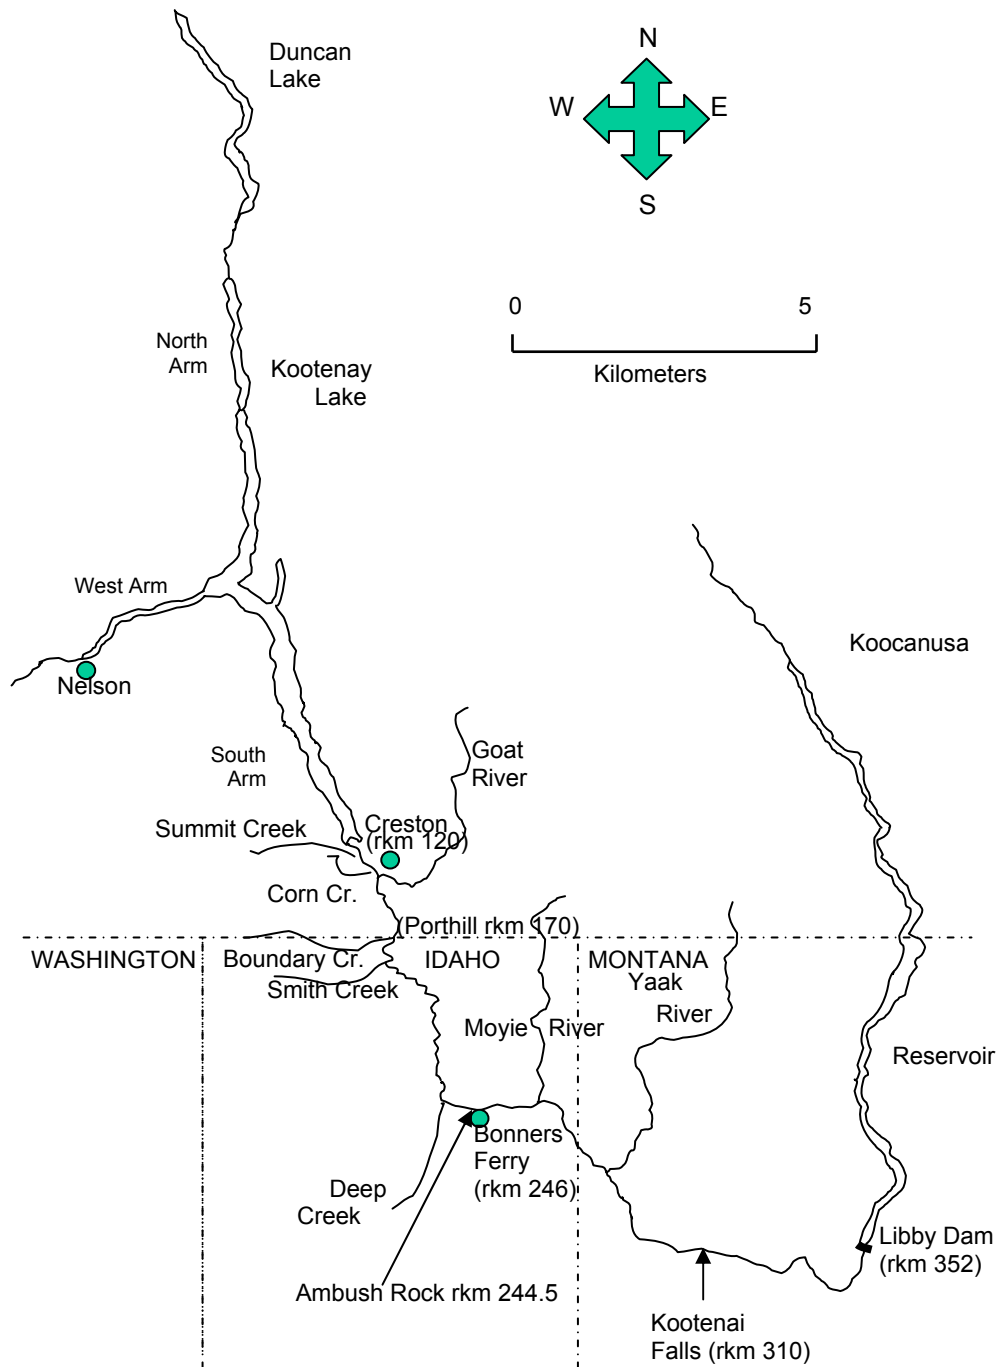 Duncan
Lake
N
W
E
S
0
5
Kilometers
North
Arm
Kootenay
Lake
West Arm
Nelson
Koocanusa
South
Arm
Goat
River
Summit Creek
Creston
(rkm 120)
Corn Cr.
(Porthill rkm 170)
WASHINGTON
Boundary Cr.
IDAHO
MONTANA
Smith Creek
Yaak
River
Moyie
River
Reservoir
Bonners
Ferry
(rkm 246)
Deep
Creek
Ambush Rock rkm 244.5
Libby Dam
(rkm 352)
Kootenai
Falls (rkm 310)